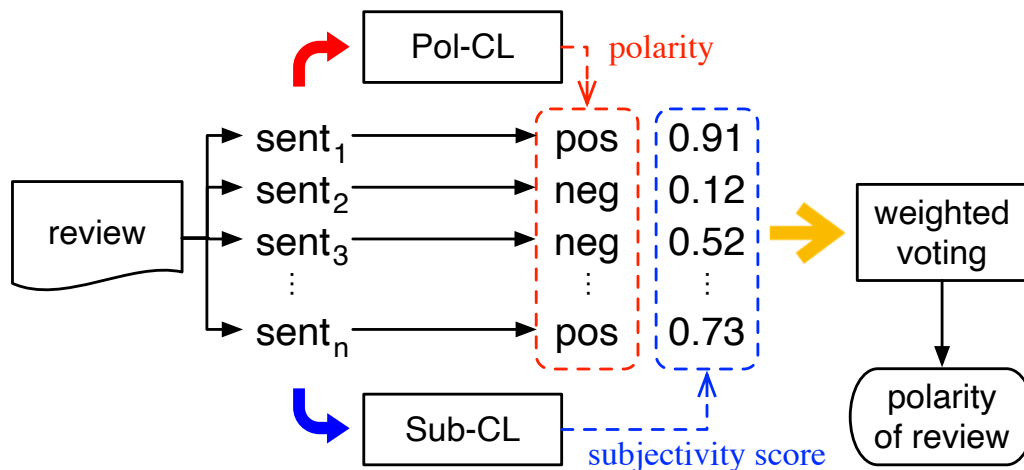 Pol-CL
polarity
sent1 pos 0.91
sent2 neg 0.12
review
sent3 neg 0.52
⋮ ⋮ ⋮
sentn pos 0.73
weighted
voting
Sub-CL
subjectivity score
polarity
of review